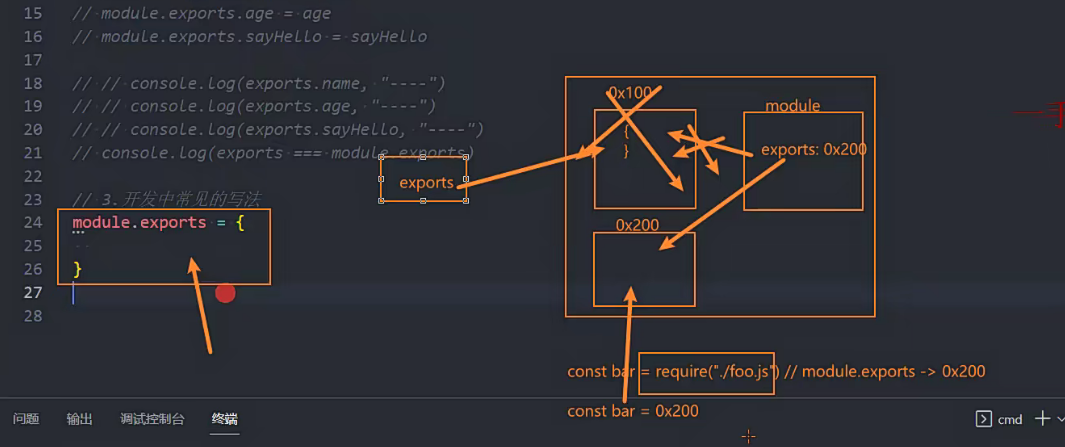 15 // module.exports.age = age
16 // module.exports.sayHello = sayHello
17
18 // // console.log(exports.name, "----")
19 // // console.log(exports.age, "----")
20 // // console.log(exports.sayHello, "----")
21 // console.log(exports === module.exports)
22
23 // 3.开发中常见的写法
24 module.exports = {
25
26 }
27
28
exports
0x100
{
}
module
exports: 0x200
0x200
const bar = require("./foo.js") // module.exports -> 0x200
const bar = 0x200
问题 输出 调试控制台 终端 cmd